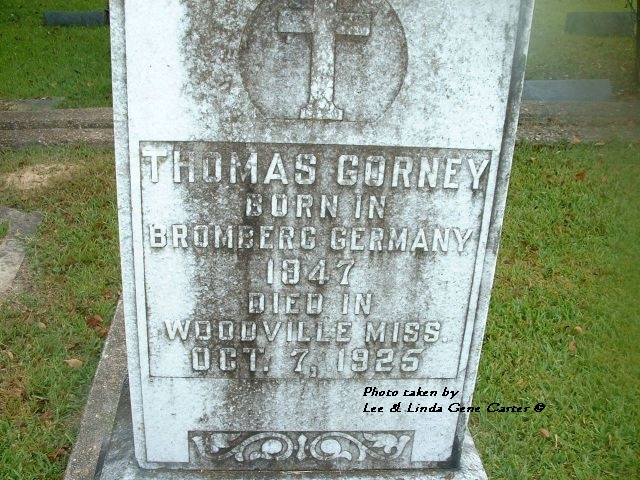 THOMAS GORNEY
BORN IN
BROMBERG GERMANY
1847
DIED IN
WOODVILLE MISS.
OCT. 7, 1925
Photo taken by
Lee & Linda Gene Carter ©